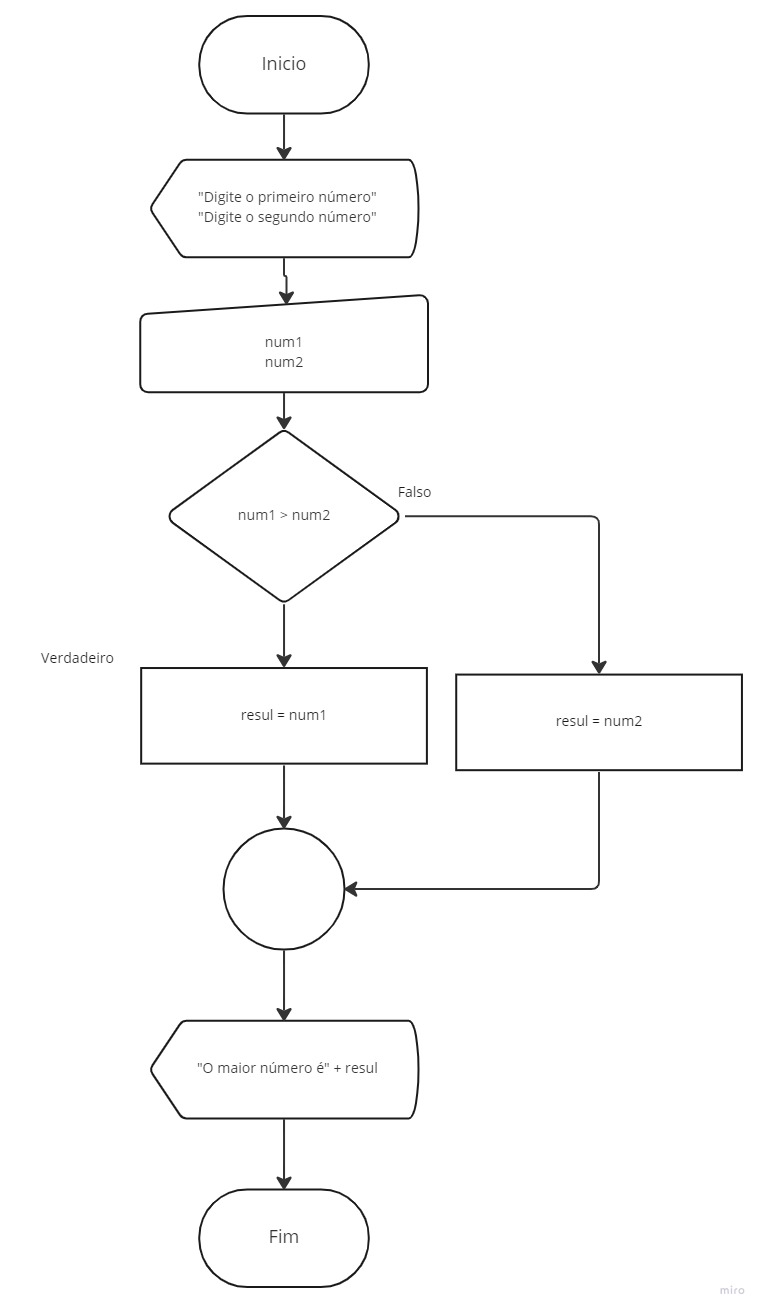 Inicio
"Digite o primeiro número"
"Digite o segundo número"
num1
num2
num1 > num2
Falso
Verdadeiro
resul = num1
resul = num2
"O maior número é" + resul
Fim
miro